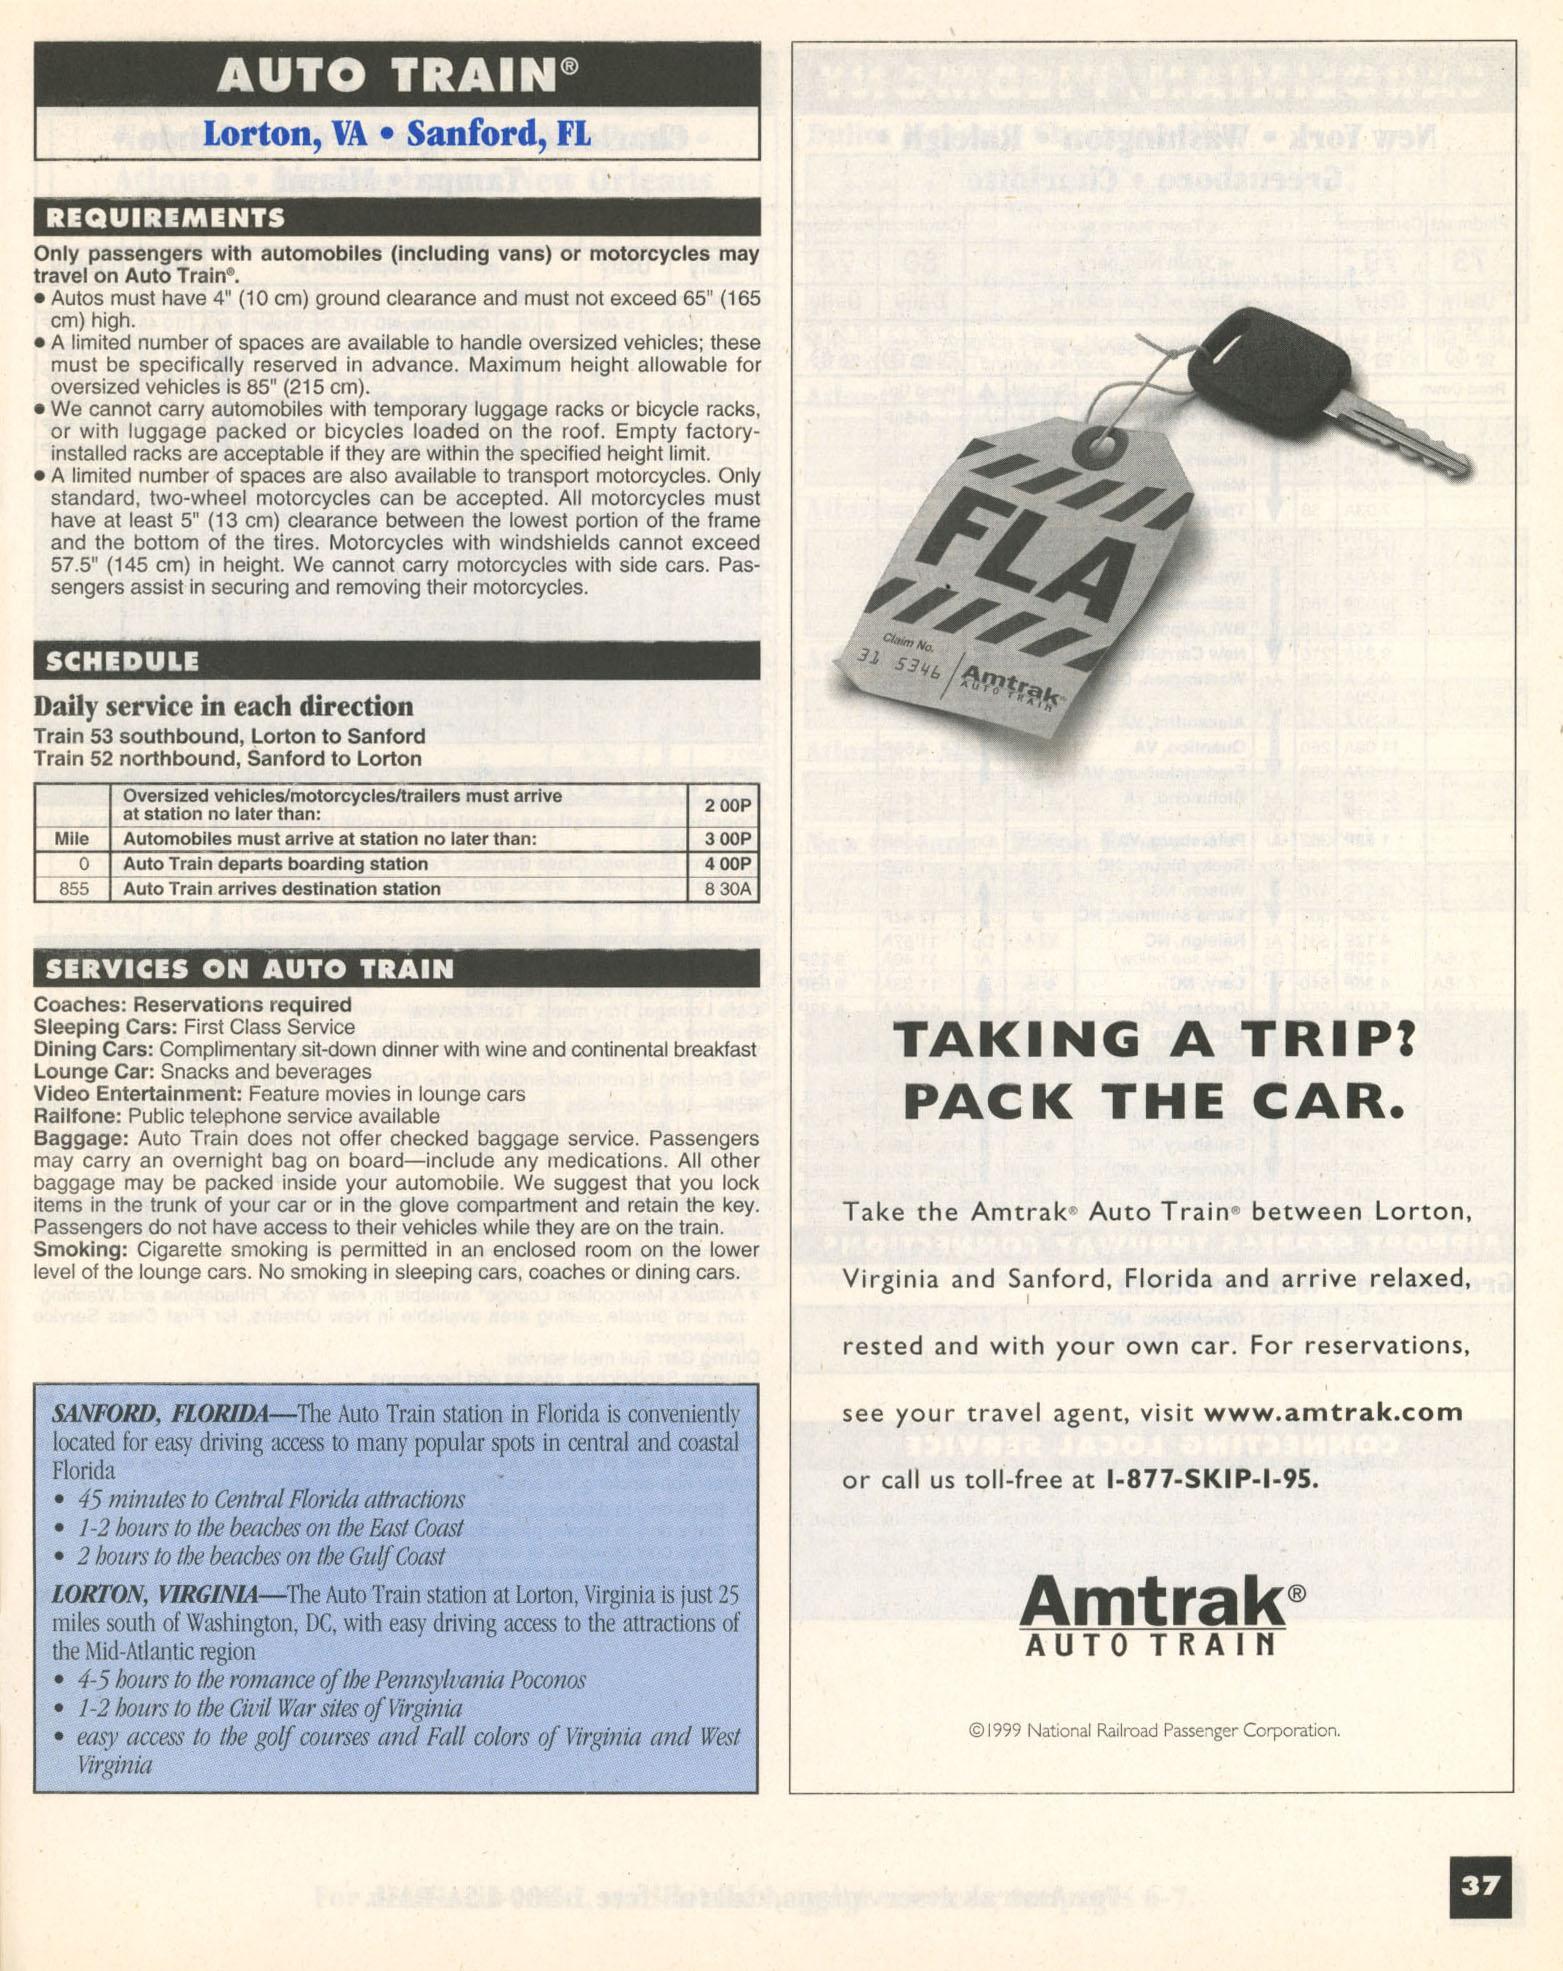 AUTO TRAIN®
Lorton, VA • Sanford, FL
REQUIREMENTS
Only passengers with automobiles (including vans) or motorcycles may
travel on Auto Train®.
● Autos must have 4" (10 cm) ground clearance and must not exceed 65" (165
cm) high.
● A limited number of spaces are available to handle oversized vehicles; these
must be specifically reserved in advance. Maximum height allowable for
oversized vehicles is 85" (215 cm).
● We cannot carry automobiles with temporary luggage racks or bicycle racks,
or with luggage packed or bicycles loaded on the roof. Empty factory-
installed racks are acceptable if they are within the specified height limit.
● A limited number of spaces are also available to transport motorcycles. Only
standard, two-wheel motorcycles can be accepted. All motorcycles must
have at least 5" (13 cm) clearance between the lowest portion of the frame
and the bottom of the tires. Motorcycles with windshields cannot exceed
57.5" (145 cm) in height. We cannot carry motorcycles with side cars. Pas-
sengers assist in securing and removing their motorcycles.
SCHEDULE
Daily service in each direction
Train 53 southbound, Lorton to Sanford
Train 52 northbound, Sanford to Lorton
Oversized vehicles/motorcycles/trailers must arrive
at station no later than: 2 00P
Mile Automobiles must arrive at station no later than: 3 00P
0 Auto Train departs boarding station 4 00P
855 Auto Train arrives destination station 8 30A
SERVICES ON AUTO TRAIN
Coaches: Reservations required
Sleeping Cars: First Class Service
Dining Cars: Complimentary sit-down dinner with wine and continental breakfast
Lounge Car: Snacks and beverages
Video Entertainment: Feature movies in lounge cars
Railfone: Public telephone service available
Baggage: Auto Train does not offer checked baggage service. Passengers
may carry an overnight bag on board—include any medications. All other
baggage may be packed inside your automobile. We suggest that you lock
items in the trunk of your car or in the glove compartment and retain the key.
Passengers do not have access to their vehicles while they are on the train.
Smoking: Cigarette smoking is permitted in an enclosed room on the lower
level of the lounge cars. No smoking in sleeping cars, coaches or dining cars.
SANFORD, FLORIDA—The Auto Train station in Florida is conveniently
located for easy driving access to many popular spots in central and coastal
Florida
• 45 minutes to Central Florida attractions
• 1-2 hours to the beaches on the East Coast
• 2 hours to the beaches on the Gulf Coast
LORTON, VIRGINIA—The Auto Train station at Lorton, Virginia is just 25
miles south of Washington, DC, with easy driving access to the attractions of
the Mid-Atlantic region
• 4-5 hours to the romance of the Pennsylvania Poconos
• 1-2 hours to the Civil War sites of Virginia
• easy access to the golf courses and Fall colors of Virginia and West
Virginia
FLA
Claim No.
31 5346
Amtrak®
AUTO TRAIN
TAKING A TRIP?
PACK THE CAR.
Take the Amtrak® Auto Train® between Lorton,
Virginia and Sanford, Florida and arrive relaxed,
rested and with your own car. For reservations,
see your travel agent, visit www.amtrak.com
or call us toll-free at 1-877-SKIP-I-95.
Amtrak®
AUTO TRAIN
©1999 National Railroad Passenger Corporation.
37